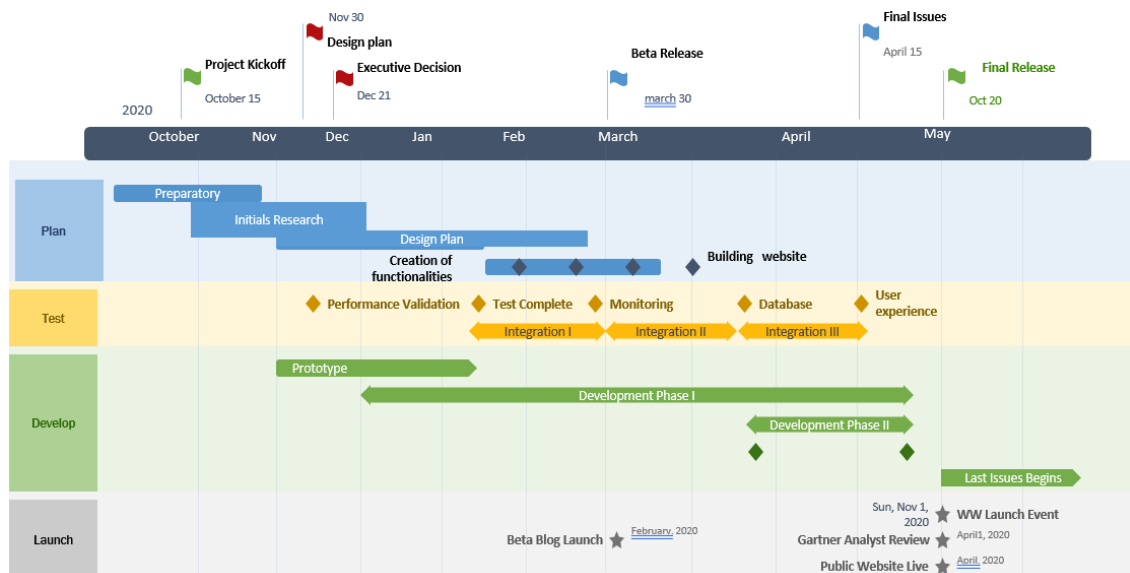 Nov 30
Design plan
Final Issues
April 15
Project Kickoff
October 15
Executive Decision
Dec 21
Beta Release
march 30
Final Release
Oct 20
2020
October Nov Dec Jan Feb March April May
Plan
Preparatory
Initials Research
Design Plan
Creation of
functionalities
Building website
Test
Performance Validation
Test Complete
Monitoring
Database
User
experience
Integration I
Integration II
Integration III
Develop
Prototype
Development Phase I
Development Phase II
Last Issues Begins
Launch
Sun, Nov 1,
2020
WW Launch Event
Beta Blog Launch
February, 2020
Gartner Analyst Review
April1, 2020
Public Website Live
April, 2020